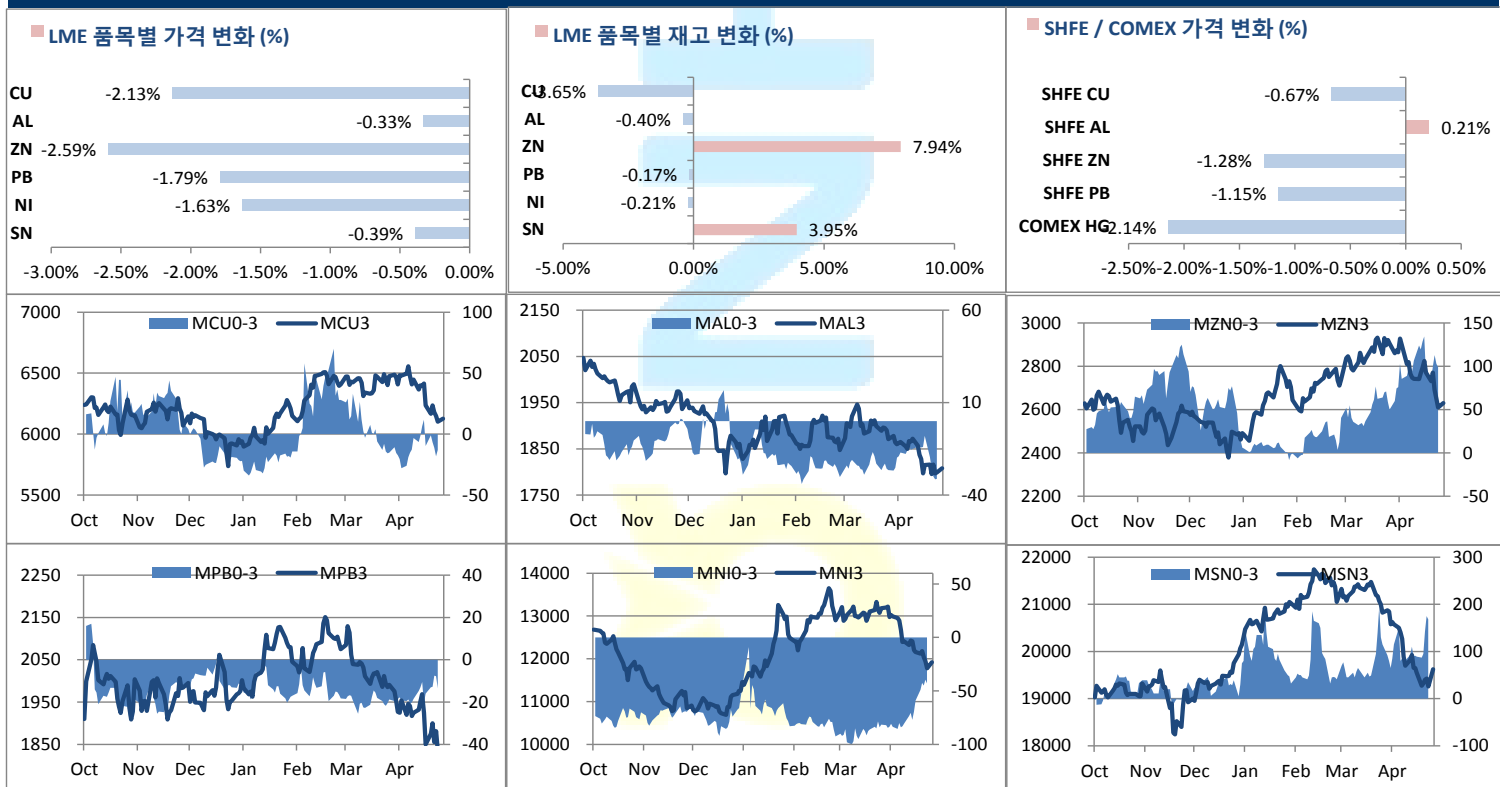 LME 품목별 가격 변화 (%)
CU -2.13%
AL -0.33%
ZN -2.59%
PB -1.79%
NI -1.63%
SN -0.39%
-3.00% -2.50% -2.00% -1.50% -1.00% -0.50% 0.00%
LME 품목별 재고 변화 (%)
CU -3.65%
AL -0.40%
ZN 7.94%
PB -0.17%
NI -0.21%
SN 3.95%
-5.00% 0.00% 5.00% 10.00%
SHFE / COMEX 가격 변화 (%)
SHFE CU -0.67%
SHFE AL 0.21%
SHFE ZN -1.28%
SHFE PB -1.15%
COMEX HG -2.14%
-2.50% -2.00% -1.50% -1.00% -0.50% 0.00% 0.50%
MCU0-3 MCU3
7000 100
6500 50
6000 0
5500 -50
Oct Nov Dec Jan Feb Mar Apr
MAL0-3 MAL3
2150 60
2050
1950 10
1850
1750 -40
Oct Nov Dec Jan Feb Mar Apr
MZN0-3 MZN3
3000 150
2800 100
2600 50
2400 0
2200 -50
Oct Nov Dec Jan Feb Mar Apr
MPB0-3 MPB3
2250 40
2150 20
2050 0
1950 -20
1850 -40
Oct Nov Dec Jan Feb Mar Apr
MNI0-3 MNI3
14000 50
13000 0
12000
11000 -50
10000 -100
Oct Nov Dec Jan Feb Mar Apr
MSN0-3 MSN3
22000 300
21000 200
20000 100
19000 0
18000 -100
Oct Nov Dec Jan Feb Mar Apr